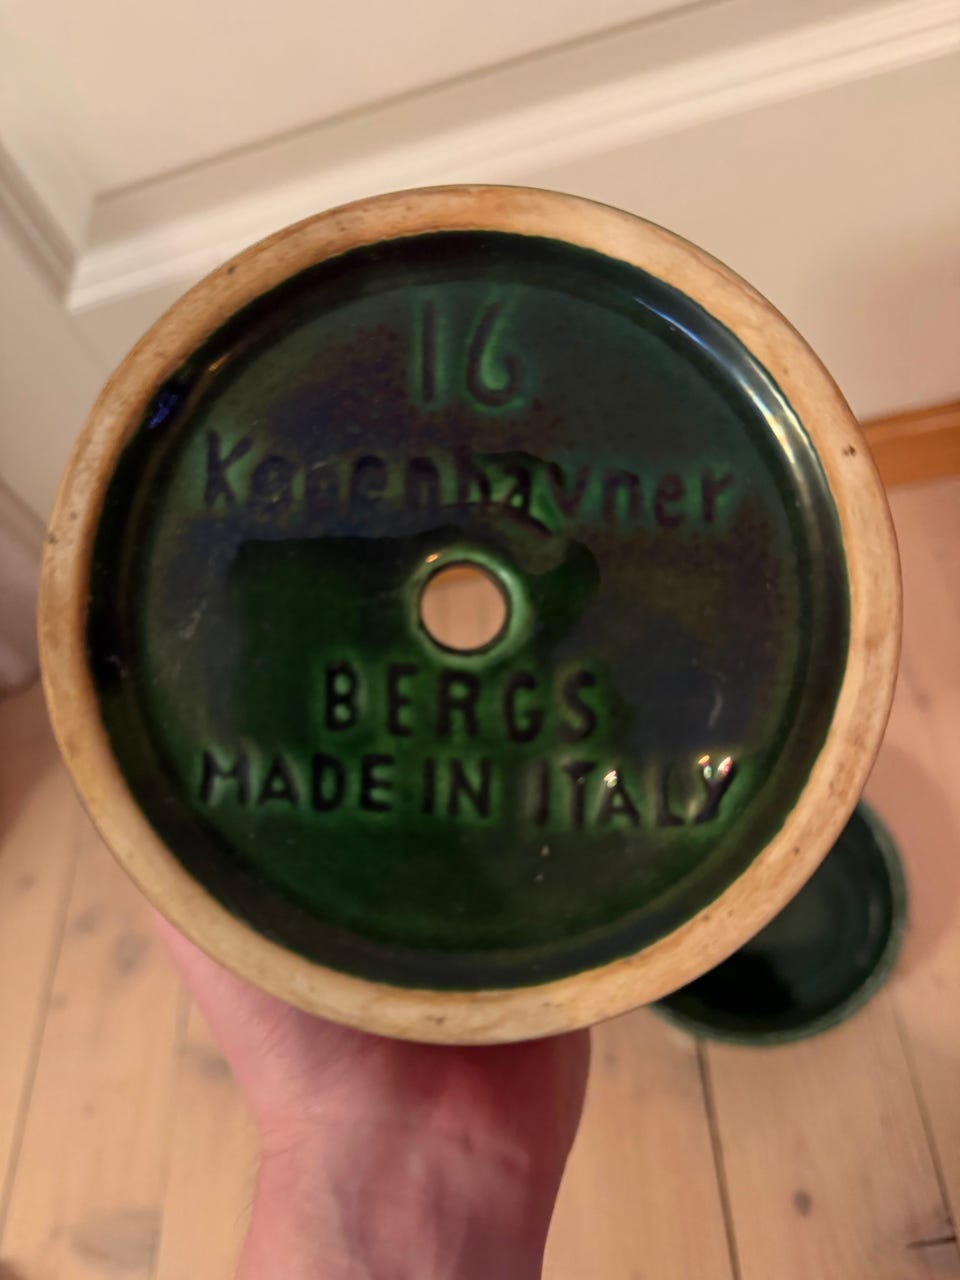 16
Københavner
BERGS
MADE IN ITALY